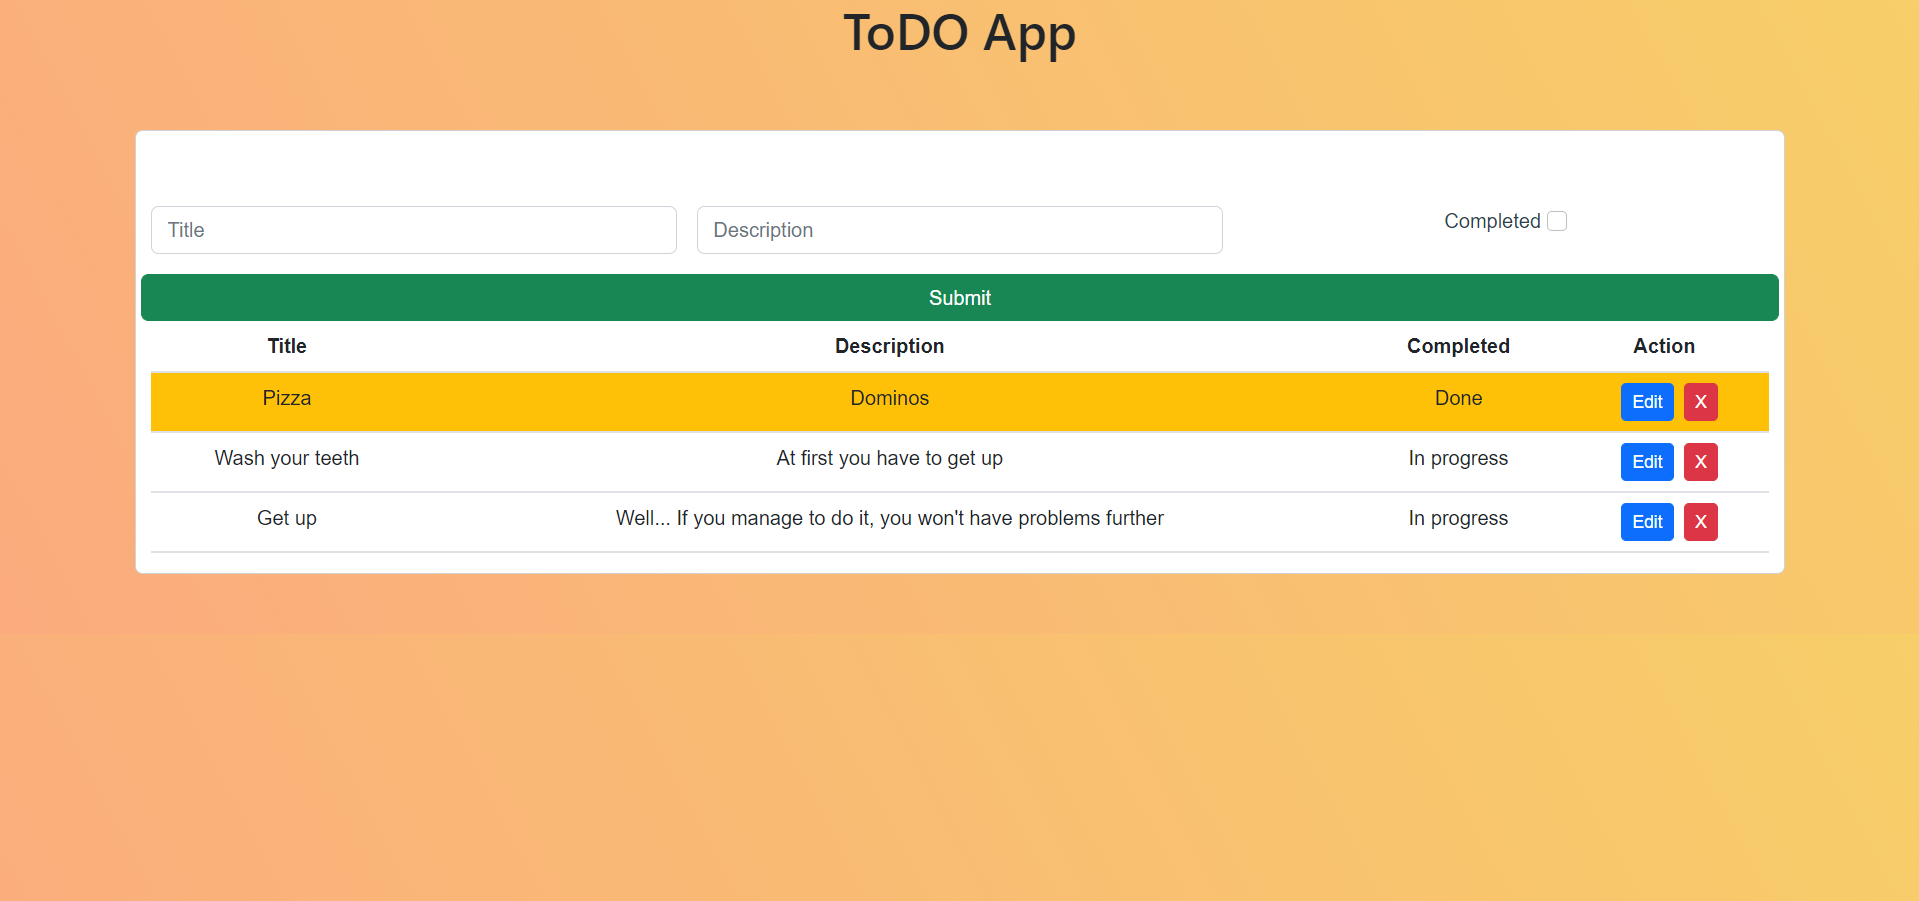 ToDO App
Title Description Completed
Submit
Title Description Completed Action
Pizza Dominos Done Edit X
Wash your teeth At first you have to get up In progress Edit X
Get up Well... If you manage to do it, you won't have problems further In progress Edit X